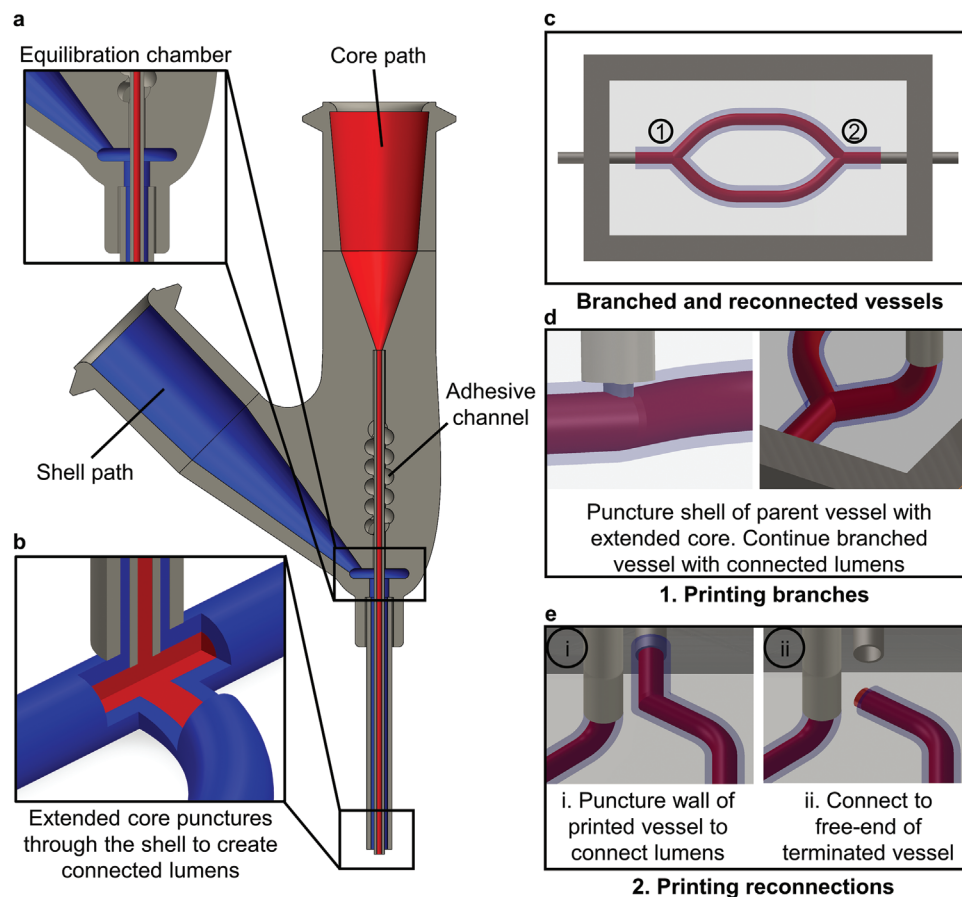 a
Equilibration chamber
Core path
Adhesive
channel
Shell path
b
Extended core punctures
through the shell to create
connected lumens
c
1
2
Branched and reconnected vessels
d
Puncture shell of parent vessel with
extended core. Continue branched
vessel with connected lumens
1. Printing branches
e
i
ii
i. Puncture wall of
printed vessel to
connect lumens
ii. Connect to
free-end of
terminated vessel
2. Printing reconnections